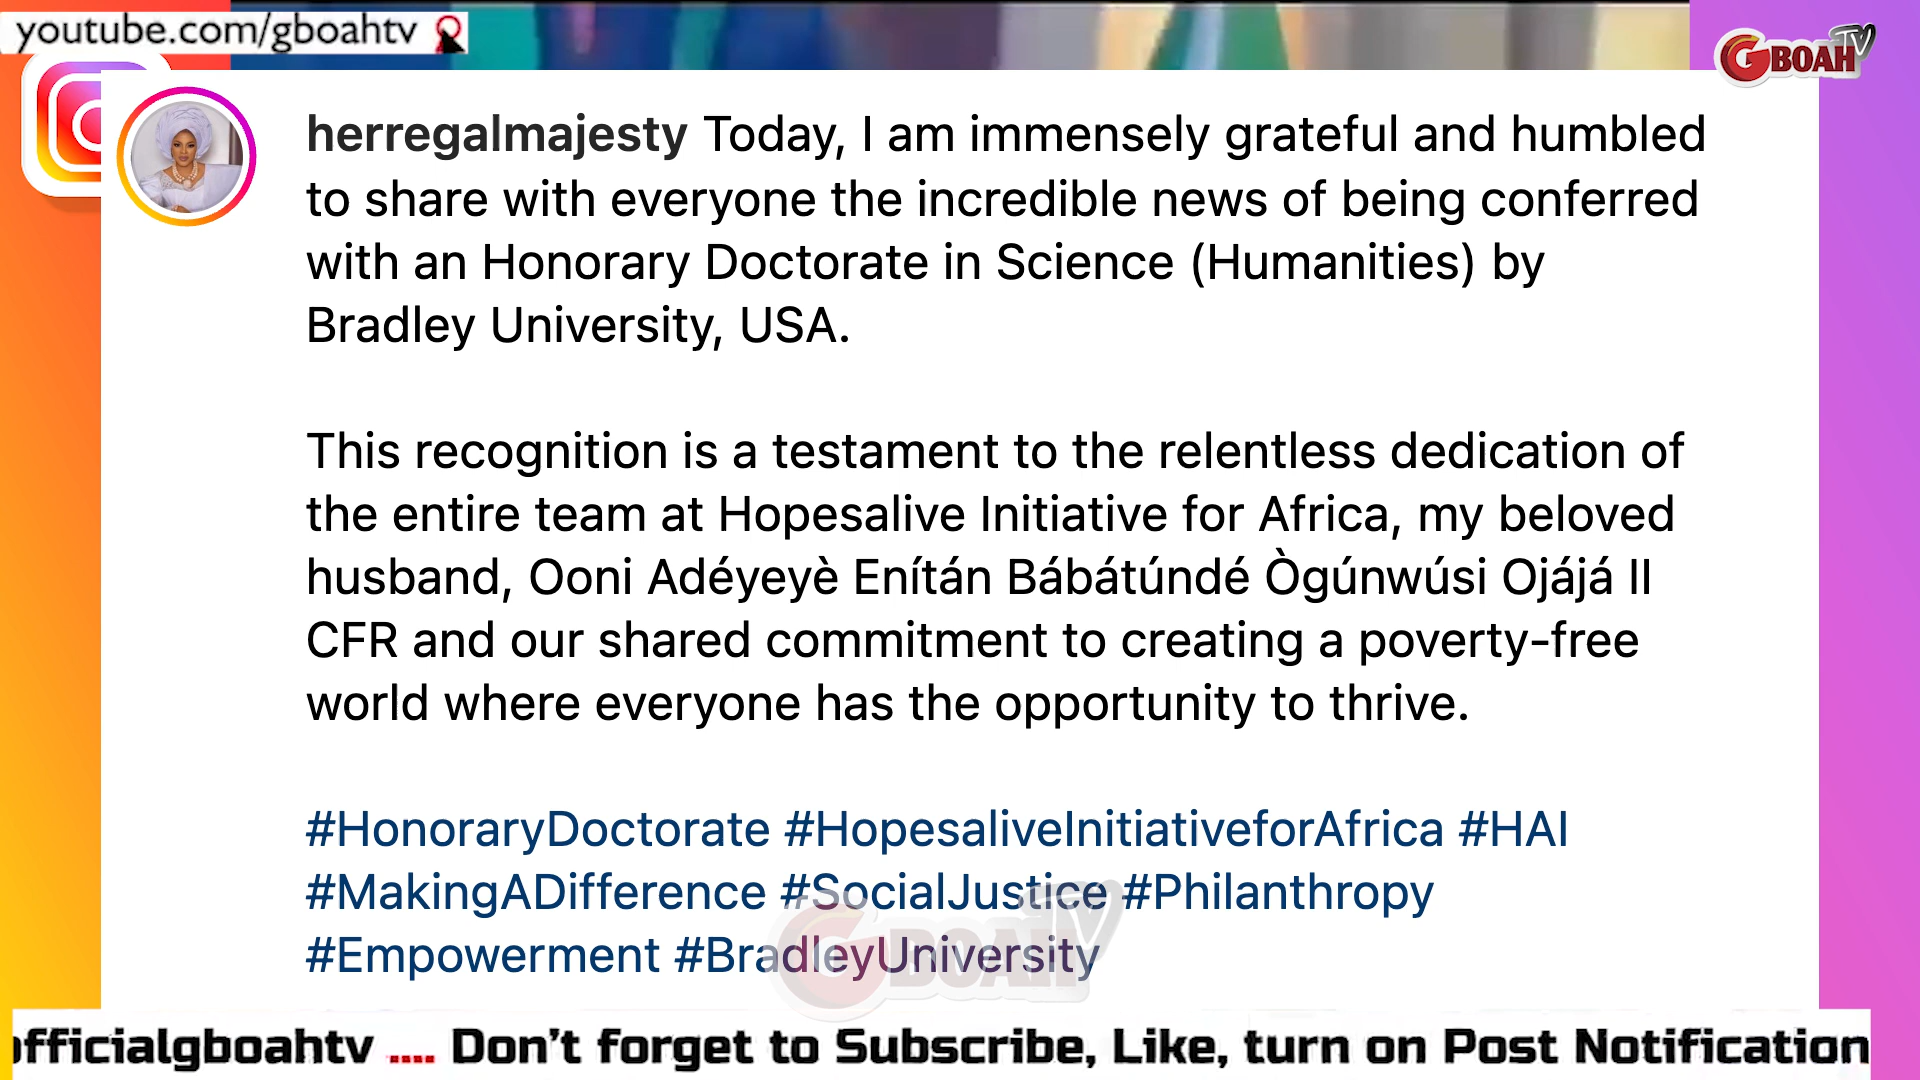 youtube.com/gboahtv
GBOAH TV
herregalmajesty Today, I am immensely grateful and humbled
to share with everyone the incredible news of being conferred
with an Honorary Doctorate in Science (Humanities) by
Bradley University, USA.
This recognition is a testament to the relentless dedication of
the entire team at Hopesalive Initiative for Africa, my beloved
husband, Ooni Adéyeyè Enítán Bábátúndé Ògúnwúsi Ojájá II
CFR and our shared commitment to creating a poverty-free
world where everyone has the opportunity to thrive.
#HonoraryDoctorate #HopesaliveInitiativeforAfrica #HAI
#MakingADifference #SocialJustice #Philanthropy
#Empowerment #BradleyUniversity
GBOAH TV
officialgboahtv .... Don't forget to Subscribe, Like, turn on Post Notification